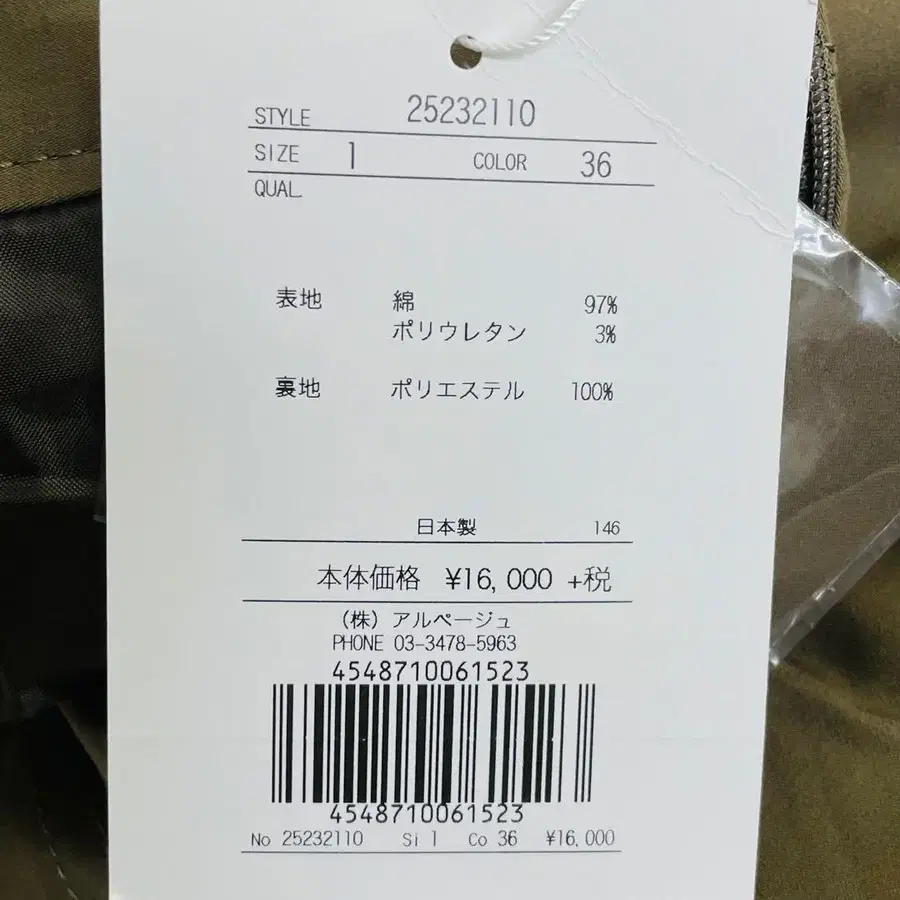 STYLE 25232110
SIZE 1 COLOR 36
QUAL
表地 綿 97%
ポリウレタン 3%
裏地 ポリエステル 100%
日本製 146
本体価格 ¥16,000 +税
(株) アルページュ
PHONE 03-3478-5963
4548710061523
4548710061523
No 25232110 Si 1 Co 36 ¥16,000